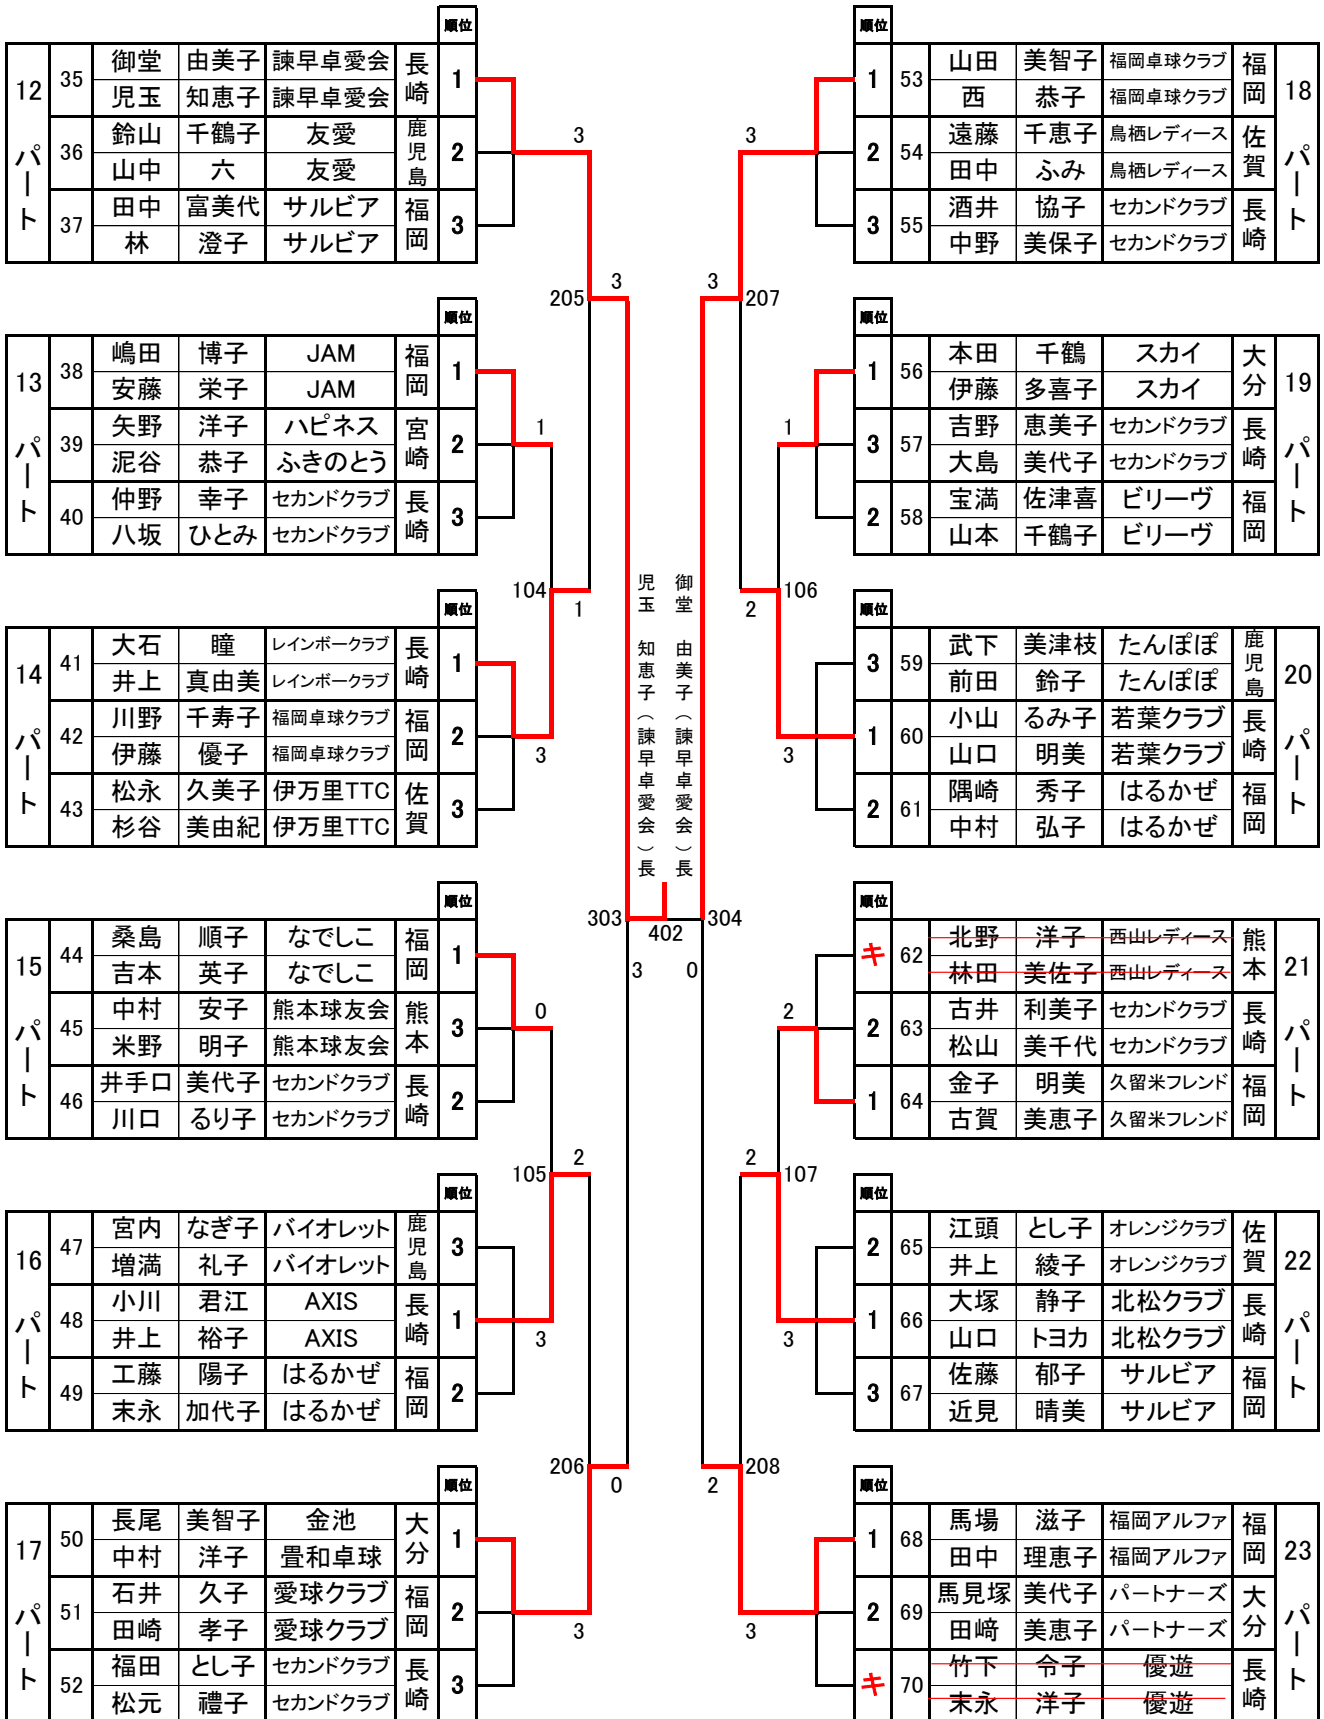 順位
12 パート
35 御堂 由美子 諫早卓愛会 長崎 1
児玉 知恵子 諫早卓愛会
36 鈴山 千鶴子 友愛 鹿児島 2
山中 六 友愛
37 田中 富美代 サルビア 福岡 3
林 澄子 サルビア
順位
13 パート
38 嶋田 博子 JAM 福岡 1
安藤 栄子 JAM
39 矢野 洋子 ハピネス 宮崎 2
泥谷 恭子 ふきのとう
40 仲野 幸子 セカンドクラブ 長崎 3
八坂 ひとみ セカンドクラブ
順位
14 パート
41 大石 瞳 レインボークラブ 長崎 1
井上 真由美 レインボークラブ
42 川野 千寿子 福岡卓球クラブ 福岡 2
伊藤 優子 福岡卓球クラブ
43 松永 久美子 伊万里TTC 佐賀 3
杉谷 美由紀 伊万里TTC
順位
15 パート
44 桑島 順子 なでしこ 福岡 1
吉本 英子 なでしこ
45 中村 安子 熊本球友会 熊本 3
米野 明子 熊本球友会
46 井手口 美代子 セカンドクラブ 長崎 2
川口 るり子 セカンドクラブ
順位
16 パート
47 宮内 なぎ子 バイオレット 鹿児島 3
増満 礼子 バイオレット
48 小川 君江 AXIS 長崎 1
井上 裕子 AXIS
49 工藤 陽子 はるかぜ 福岡 2
末永 加代子 はるかぜ
順位
17 パート
50 長尾 美智子 金池 大分 1
中村 洋子 畳和卓球
51 石井 久子 愛球クラブ 福岡 2
田崎 孝子 愛球クラブ
52 福田 とし子 セカンドクラブ 長崎 3
松元 禮子 セカンドクラブ
3
205
3
1
104
1
3
0
105
2
3
206
0
3
児玉 知恵子(諫早卓愛会)長
御堂 由美子(諫早卓愛会)長
303
402
304
3 0
3
3
207
1
106
2
3
2
2
107
3
208
2
3
順位
1 53 山田 美智子 福岡卓球クラブ 福岡
西 恭子 福岡卓球クラブ
2 54 遠藤 千恵子 鳥栖レディース 佐賀
田中 ふみ 鳥栖レディース
3 55 酒井 協子 セカンドクラブ 長崎
中野 美保子 セカンドクラブ
18 パート
順位
1 56 本田 千鶴 スカイ 大分
伊藤 多喜子 スカイ
3 57 吉野 恵美子 セカンドクラブ 長崎
大島 美代子 セカンドクラブ
2 58 宝満 佐津喜 ビリーヴ 福岡
山本 千鶴子 ビリーヴ
19 パート
順位
3 59 武下 美津枝 たんぽぽ 鹿児島
前田 鈴子 たんぽぽ
1 60 小山 るみ子 若葉クラブ 長崎
山口 明美 若葉クラブ
2 61 隈崎 秀子 はるかぜ 福岡
中村 弘子 はるかぜ
20 パート
順位
キ 62 北野 洋子 西山レディース 熊本
林田 美佐子 西山レディース
2 63 古井 利美子 セカンドクラブ 長崎
松山 美千代 セカンドクラブ
1 64 金子 明美 久留米フレンド 福岡
古賀 美恵子 久留米フレンド
21 パート
順位
2 65 江頭 とし子 オレンジクラブ 佐賀
井上 綾子 オレンジクラブ
1 66 大塚 静子 北松クラブ 長崎
山口 トヨカ 北松クラブ
3 67 佐藤 郁子 サルビア 福岡
近見 晴美 サルビア
22 パート
順位
1 68 馬場 滋子 福岡アルファ 福岡
田中 理恵子 福岡アルファ
2 69 馬見塚 美代子 パートナーズ 大分
田﨑 美恵子 パートナーズ
キ 70 竹下 令子 優遊 長崎
末永 洋子 優遊
23 パート